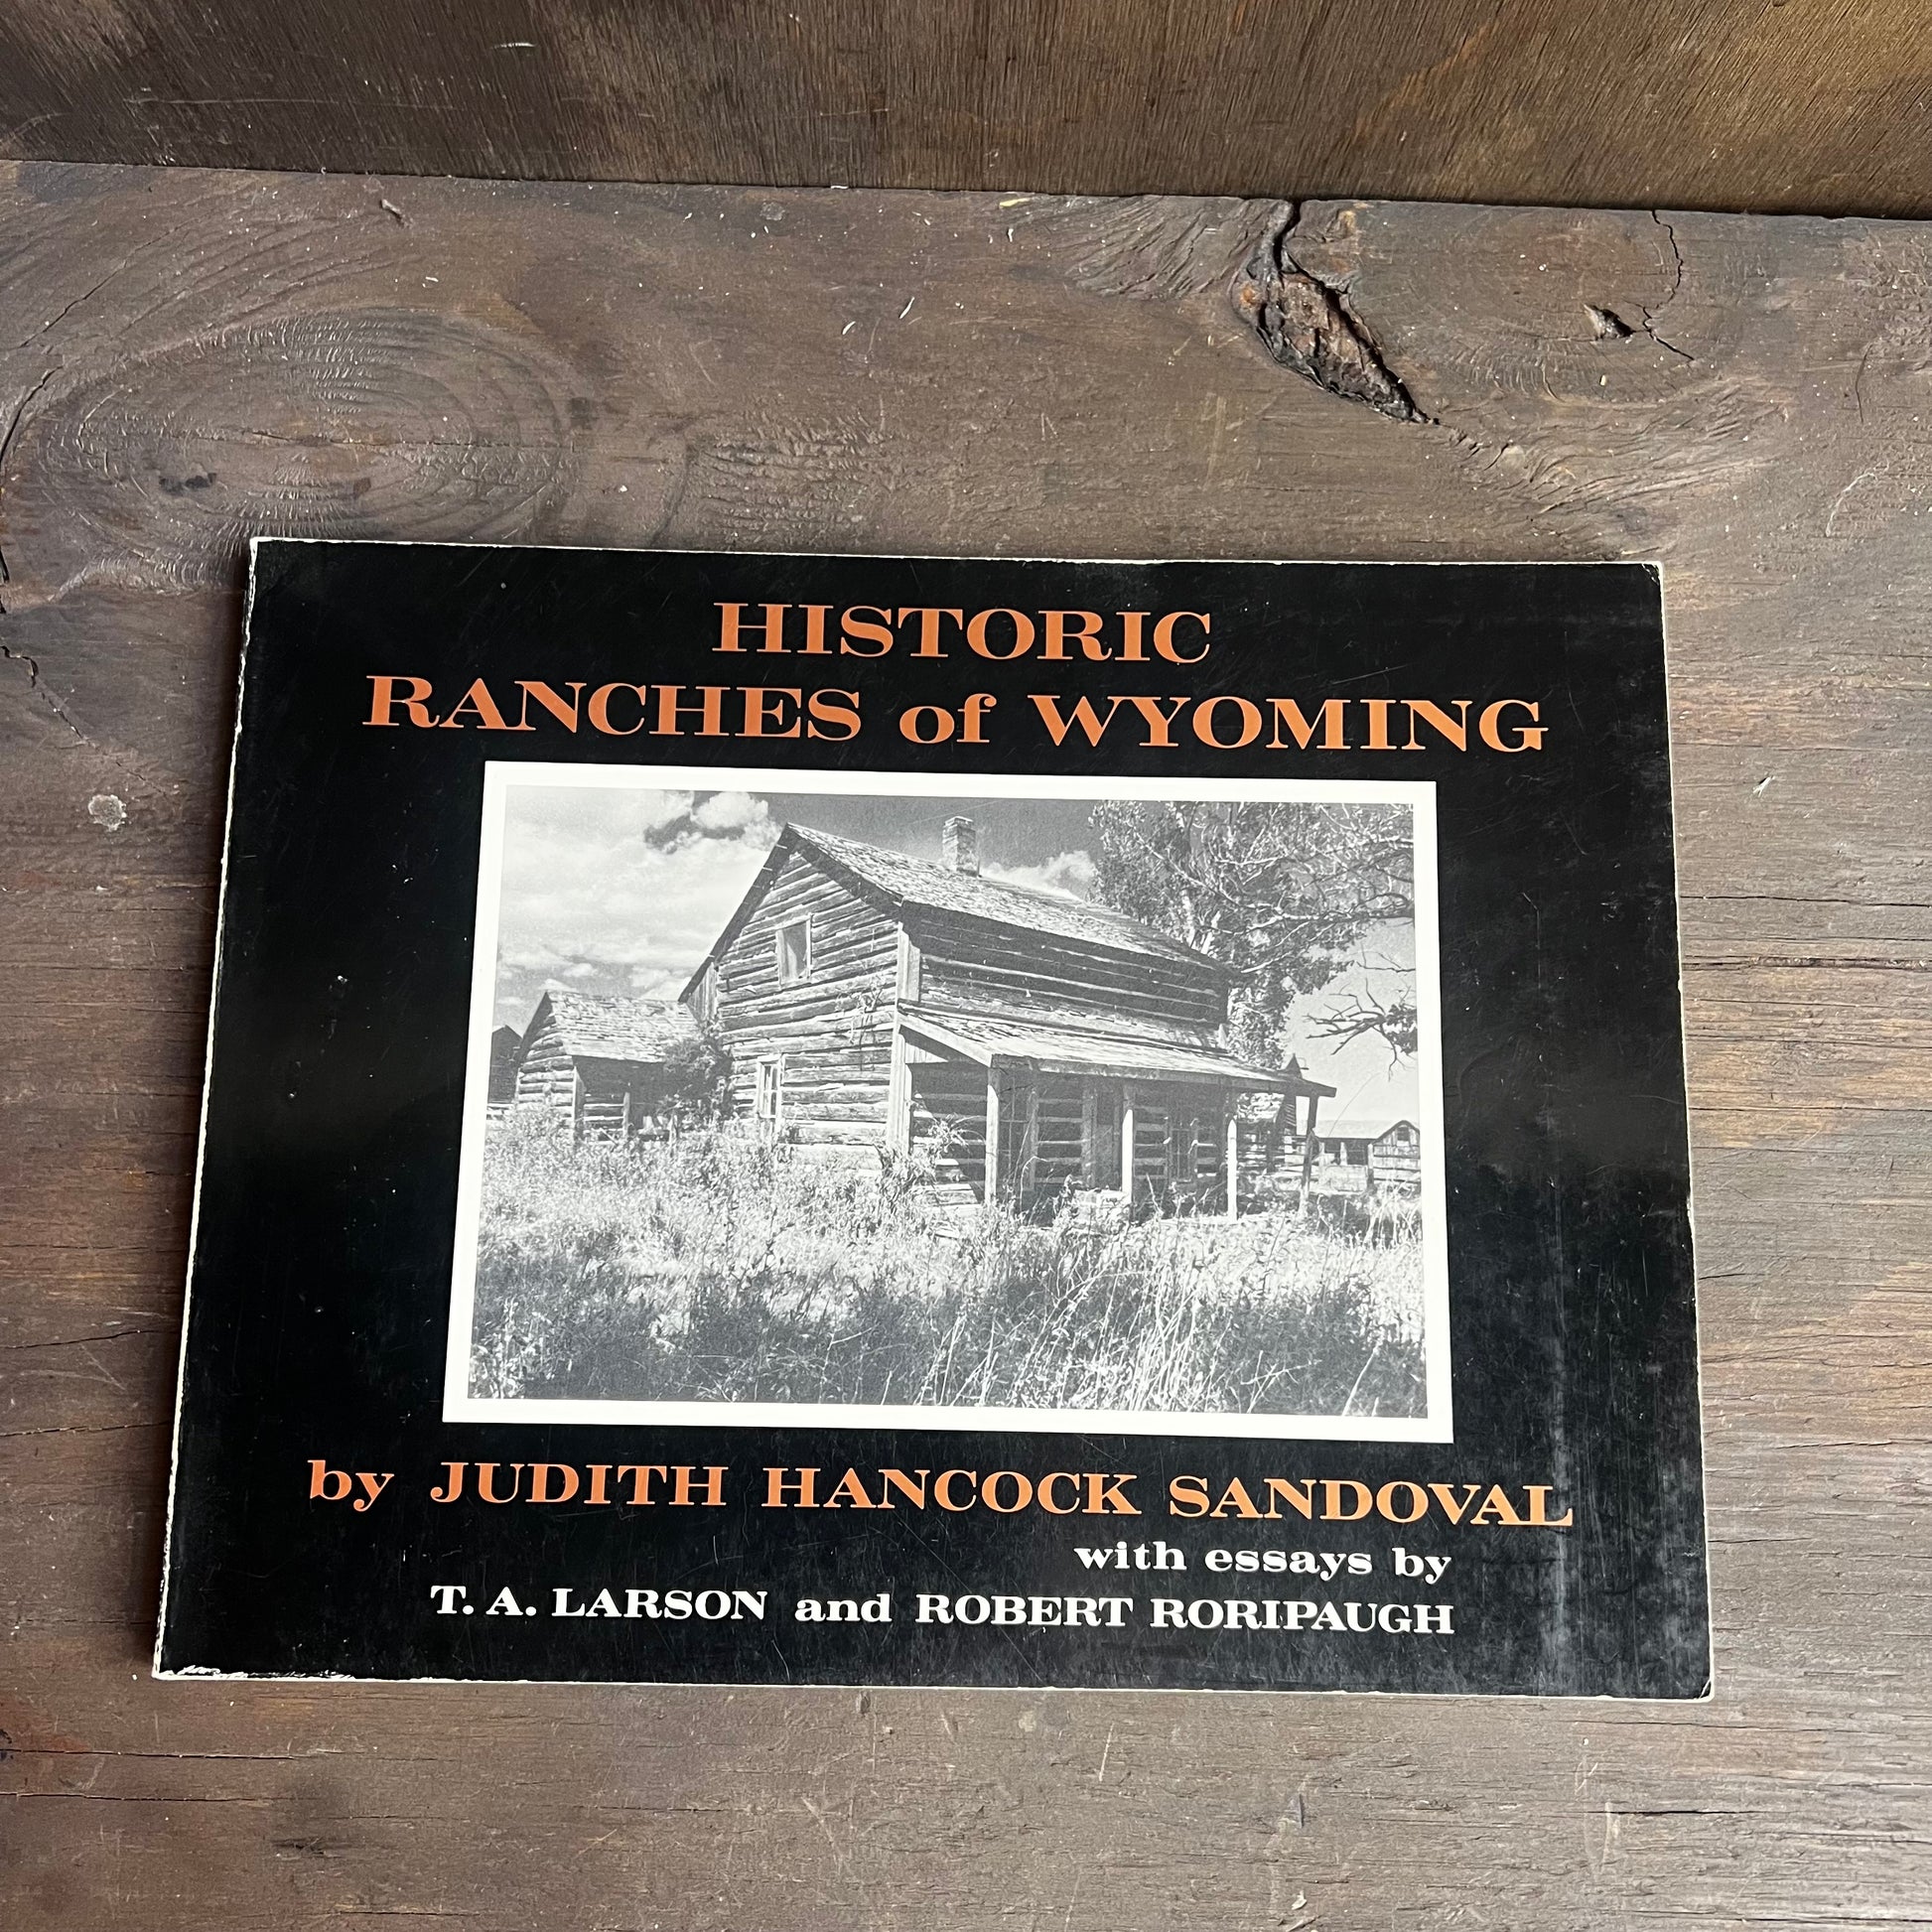 HISTORIC
RANCHES of WYOMING
by JUDITH HANCOCK SANDOVAL
with essays by
T. A. LARSON and ROBERT RORIPAUGH